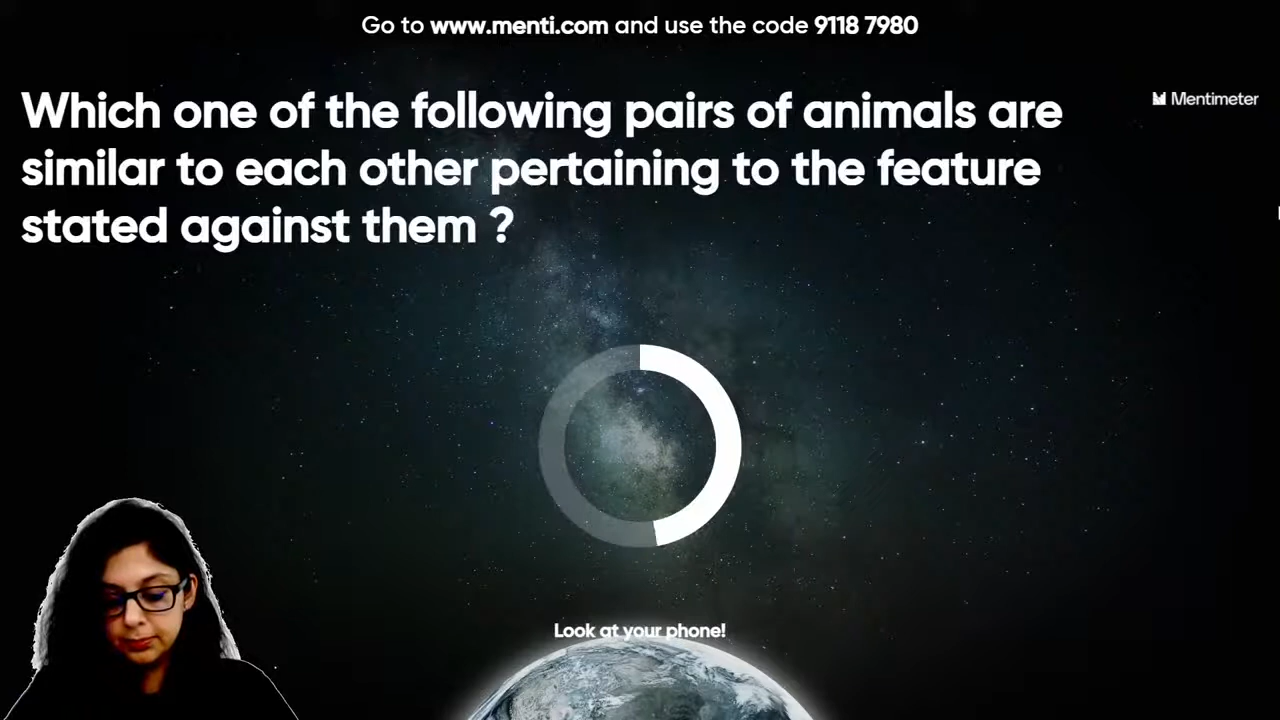 Go to www.menti.com and use the code 9118 7980
Which one of the following pairs of animals are
similar to each other pertaining to the feature
stated against them ?
Mentimeter
Look at your phone!